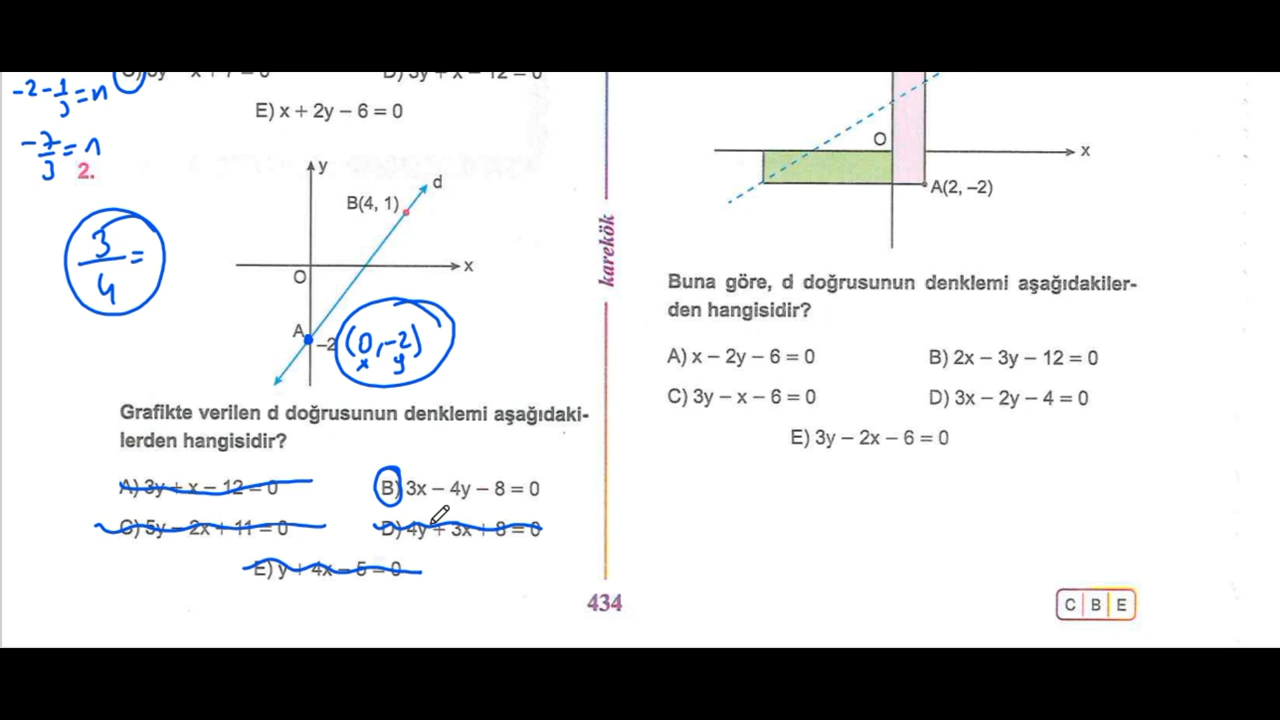 -2-1/3=n
E) x + 2y – 6 = 0
-7/3=n
2.
3/4=
y
d
B(4, 1)
x
O
A
–2
(0,-2)
x y
Grafikte verilen d doğrusunun denklemi aşağıdaki-
lerden hangisidir?
A) 3y + x – 12 = 0
B) 3x – 4y – 8 = 0
C) 5y – 2x + 11 = 0
D) 4y + 3x + 8 = 0
E) y + 4x – 5 = 0
karekök
434
O
x
A(2, –2)
Buna göre, d doğrusunun denklemi aşağıdakiler-
den hangisidir?
A) x – 2y – 6 = 0
B) 2x – 3y – 12 = 0
C) 3y – x – 6 = 0
D) 3x – 2y – 4 = 0
E) 3y – 2x – 6 = 0
C B E